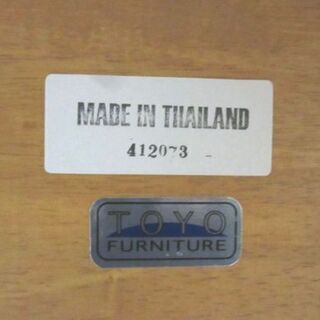 MADE IN THAILAND
412073
TOYO
FURNITURE